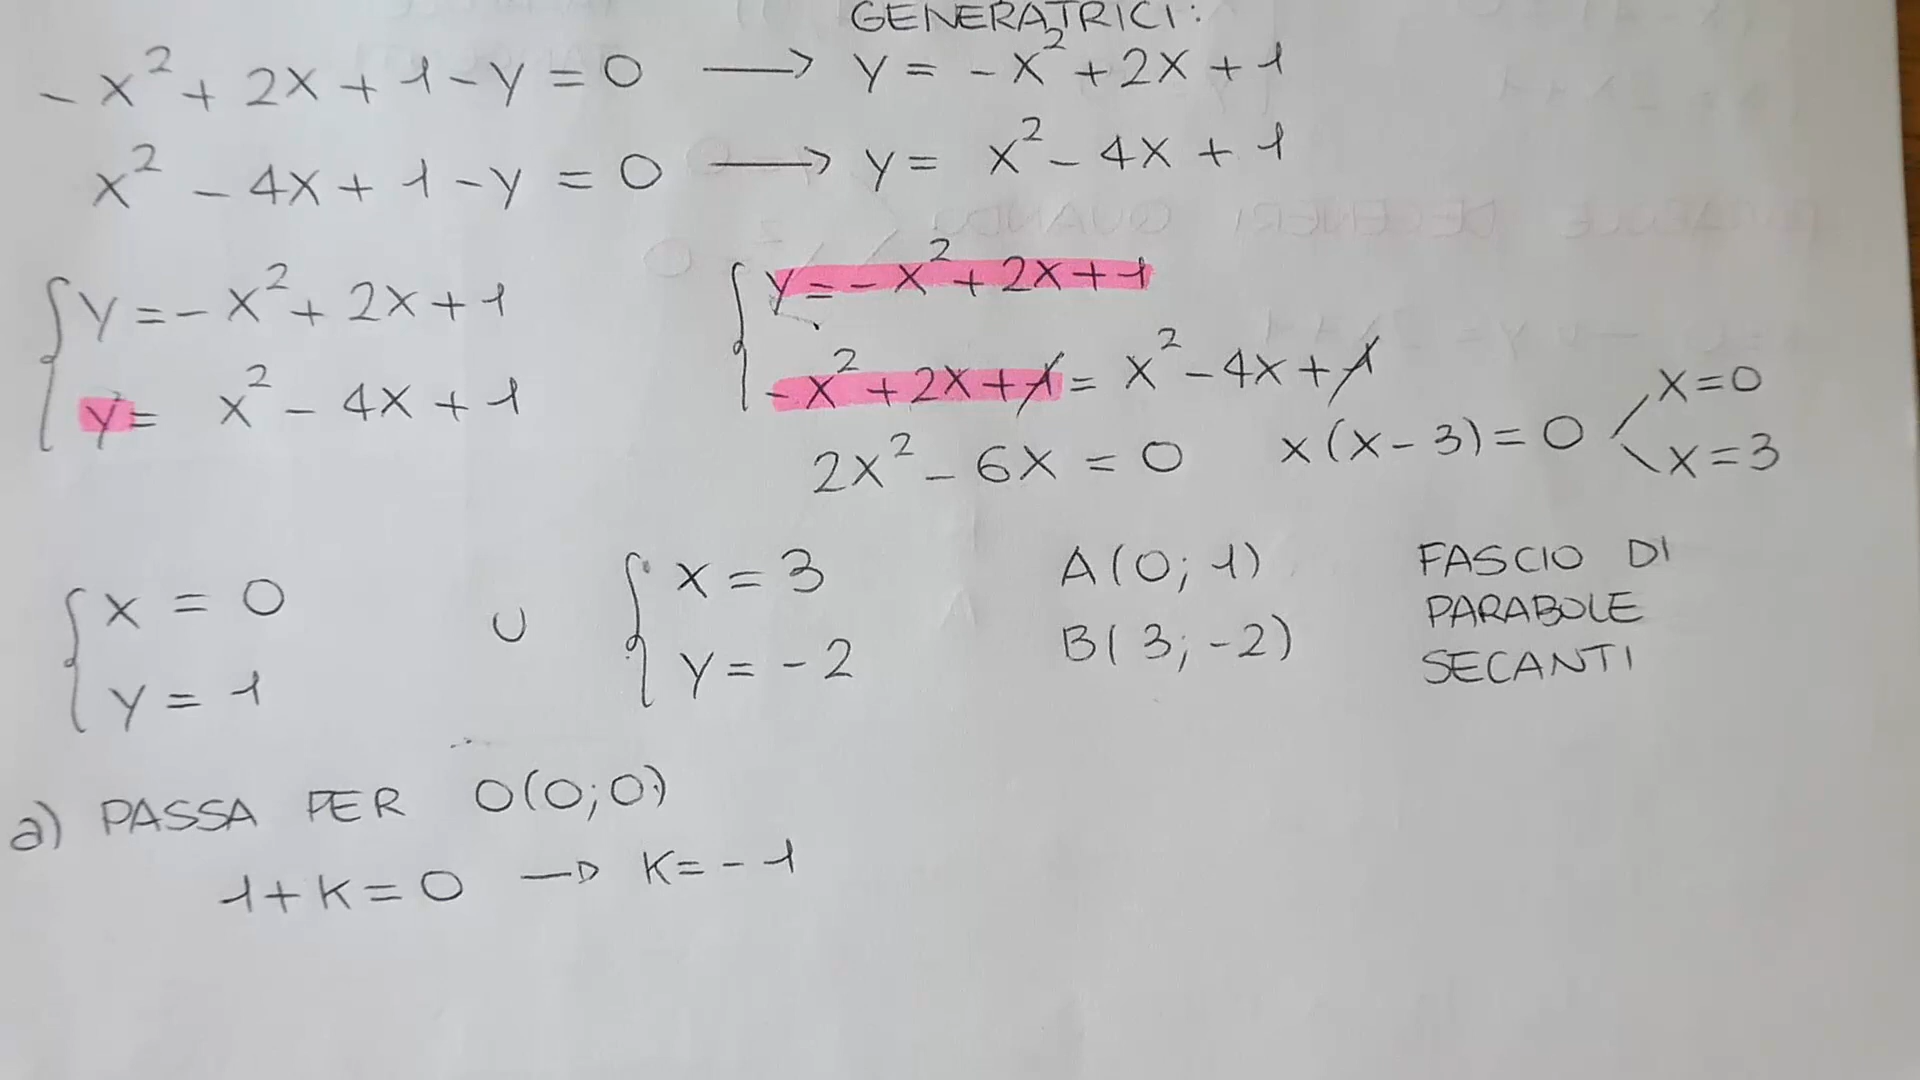 GENERATRICI:
-x²+2x+1-y=0 → y=-x²+2x+1
x²-4x+1-y=0 → y= x²-4x+1
{y=-x²+2x+1
y= x²-4x+1
{y=-x²+2x+1
-x²+2x+1=x²-4x+1
2x²-6x=0 x(x-3)=0 < x=0
x=3
{x=0
y=1
∪
{x=3
y=-2
A(0;1)
B(3;-2)
FASCIO DI
PARABOLE
SECANTI
a) PASSA PER O(0;0)
1+K=0 → K=-1